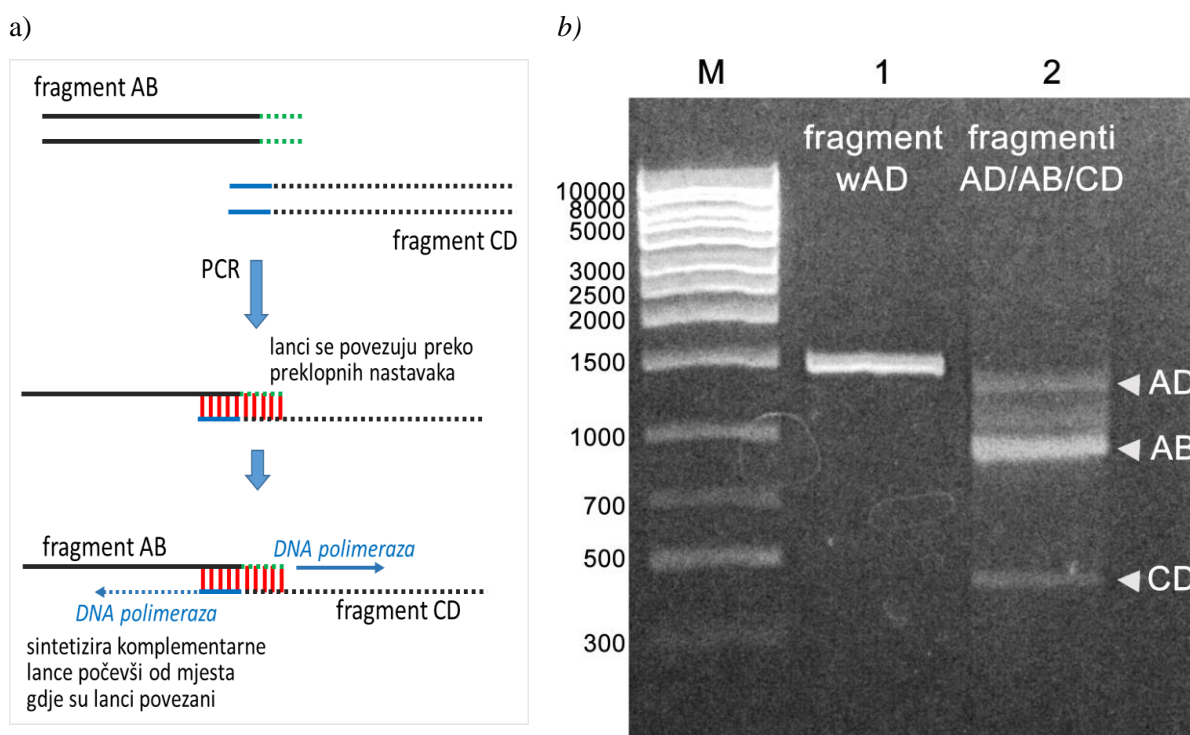 a)
fragment AB
fragment CD
PCR
lanci se povezuju preko
preklopnih nastavaka
fragment AB
DNA polimeraza
DNA polimeraza
fragment CD
sintetizira komplementarne
lance počevši od mjesta
gdje su lanci povezani
b)
M 1 2
fragment wAD
fragmenti AD/AB/CD
10000
8000
5000
3000
2500
2000
1500
1000
700
500
300
AD
AB
CD